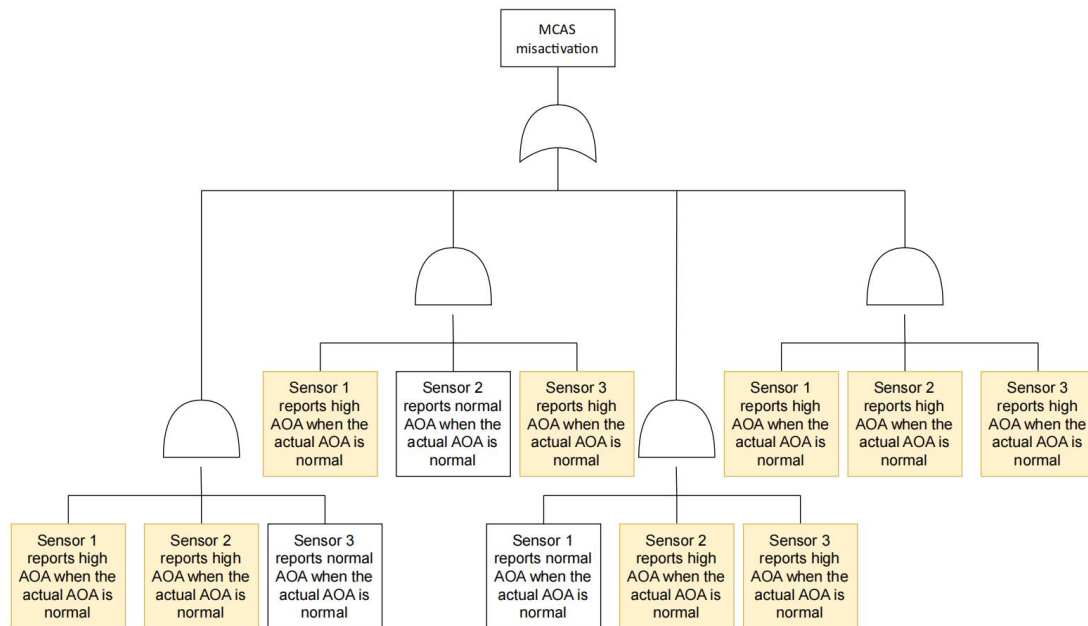 MCAS
misactivation
Sensor 1
reports high
AOA when the
actual AOA is
normal
Sensor 2
reports normal
AOA when the
actual AOA is
normal
Sensor 3
reports high
AOA when the
actual AOA is
normal
Sensor 1
reports high
AOA when the
actual AOA is
normal
Sensor 2
reports high
AOA when the
actual AOA is
normal
Sensor 3
reports high
AOA when the
actual AOA is
normal
Sensor 1
reports high
AOA when the
actual AOA is
normal
Sensor 2
reports high
AOA when the
actual AOA is
normal
Sensor 3
reports normal
AOA when the
actual AOA is
normal
Sensor 1
reports normal
AOA when the
actual AOA is
normal
Sensor 2
reports high
AOA when the
actual AOA is
normal
Sensor 3
reports high
AOA when the
actual AOA is
normal